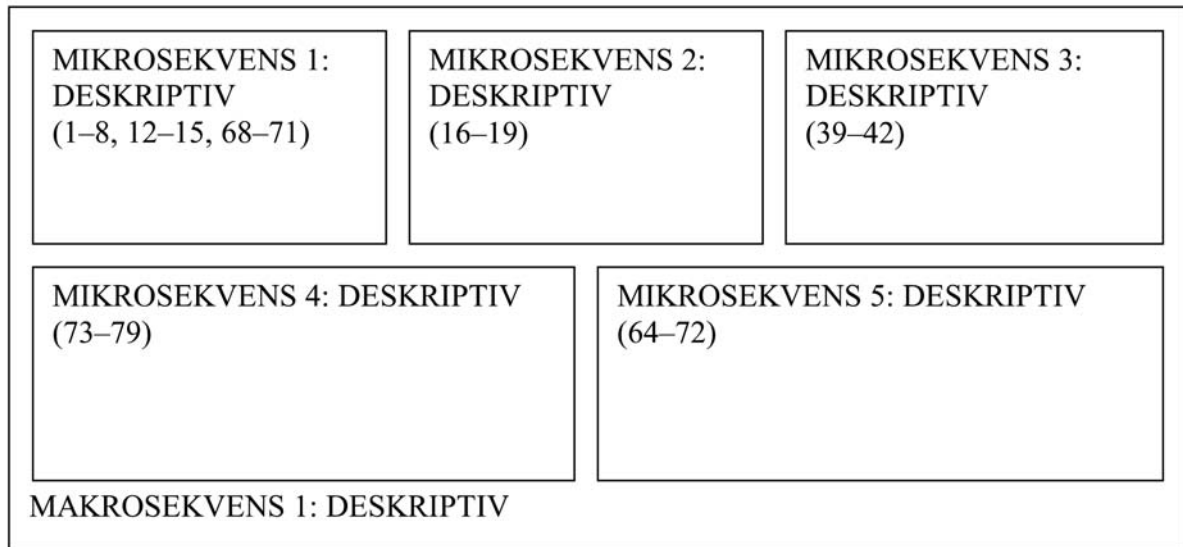 MIKROSEKVENS 1:
DESKRIPTIV
(1–8, 12–15, 68–71)
MIKROSEKVENS 2:
DESKRIPTIV
(16–19)
MIKROSEKVENS 3:
DESKRIPTIV
(39–42)
MIKROSEKVENS 4: DESKRIPTIV
(73–79)
MIKROSEKVENS 5: DESKRIPTIV
(64–72)
MAKROSEKVENS 1: DESKRIPTIV